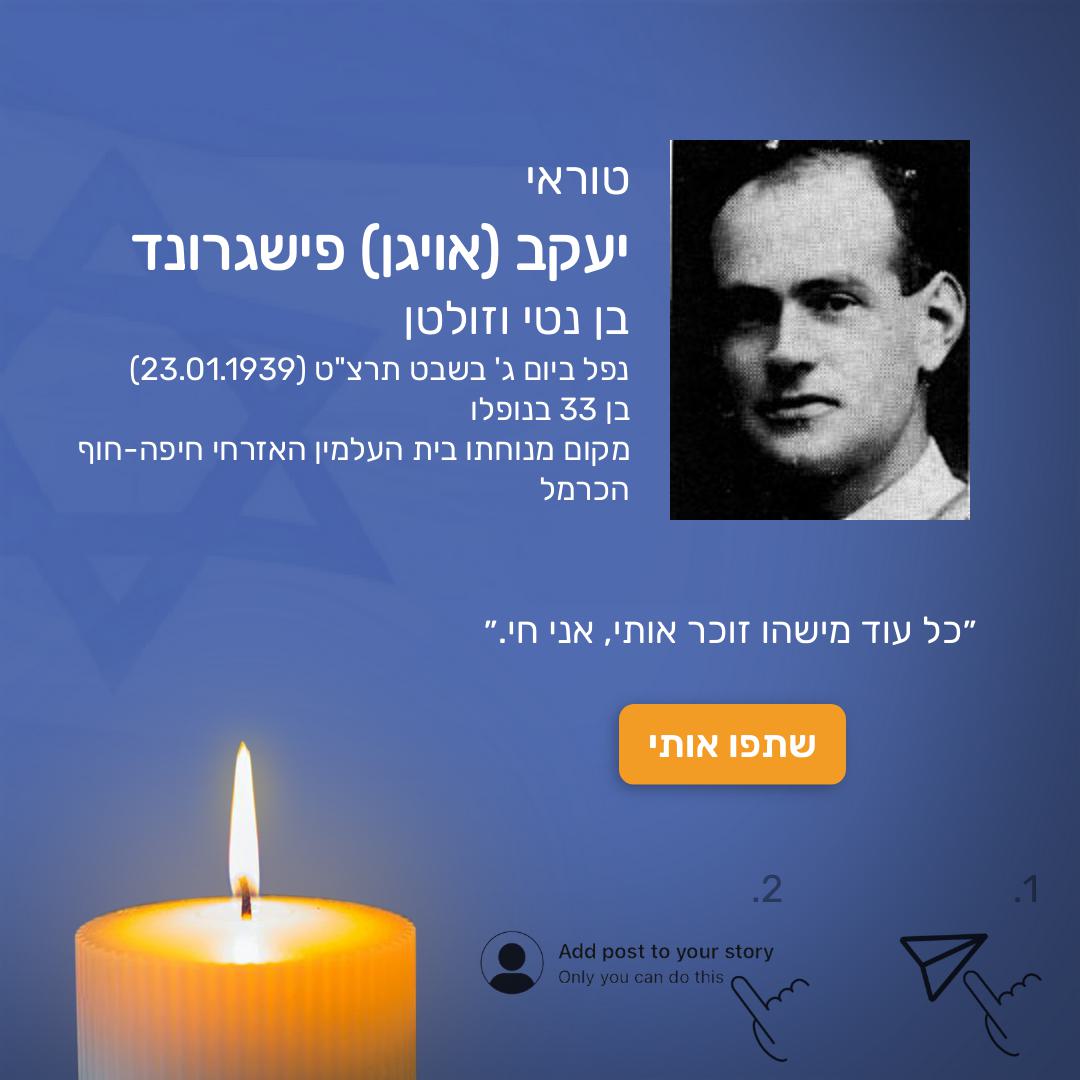 טוראי
יעקב (אויגן) פישגרונד
בן נטי וזולטן
נפל ביום ג' בשבט תרצ"ט (23.01.1939)
בן 33 בנופלו
מקום מנוחתו בית העלמין האזרחי חיפה-חוף
הכרמל
״כל עוד מישהו זוכר אותי, אני חי.״
שתפו אותי
1.
2.
Add post to your story
Only you can do this